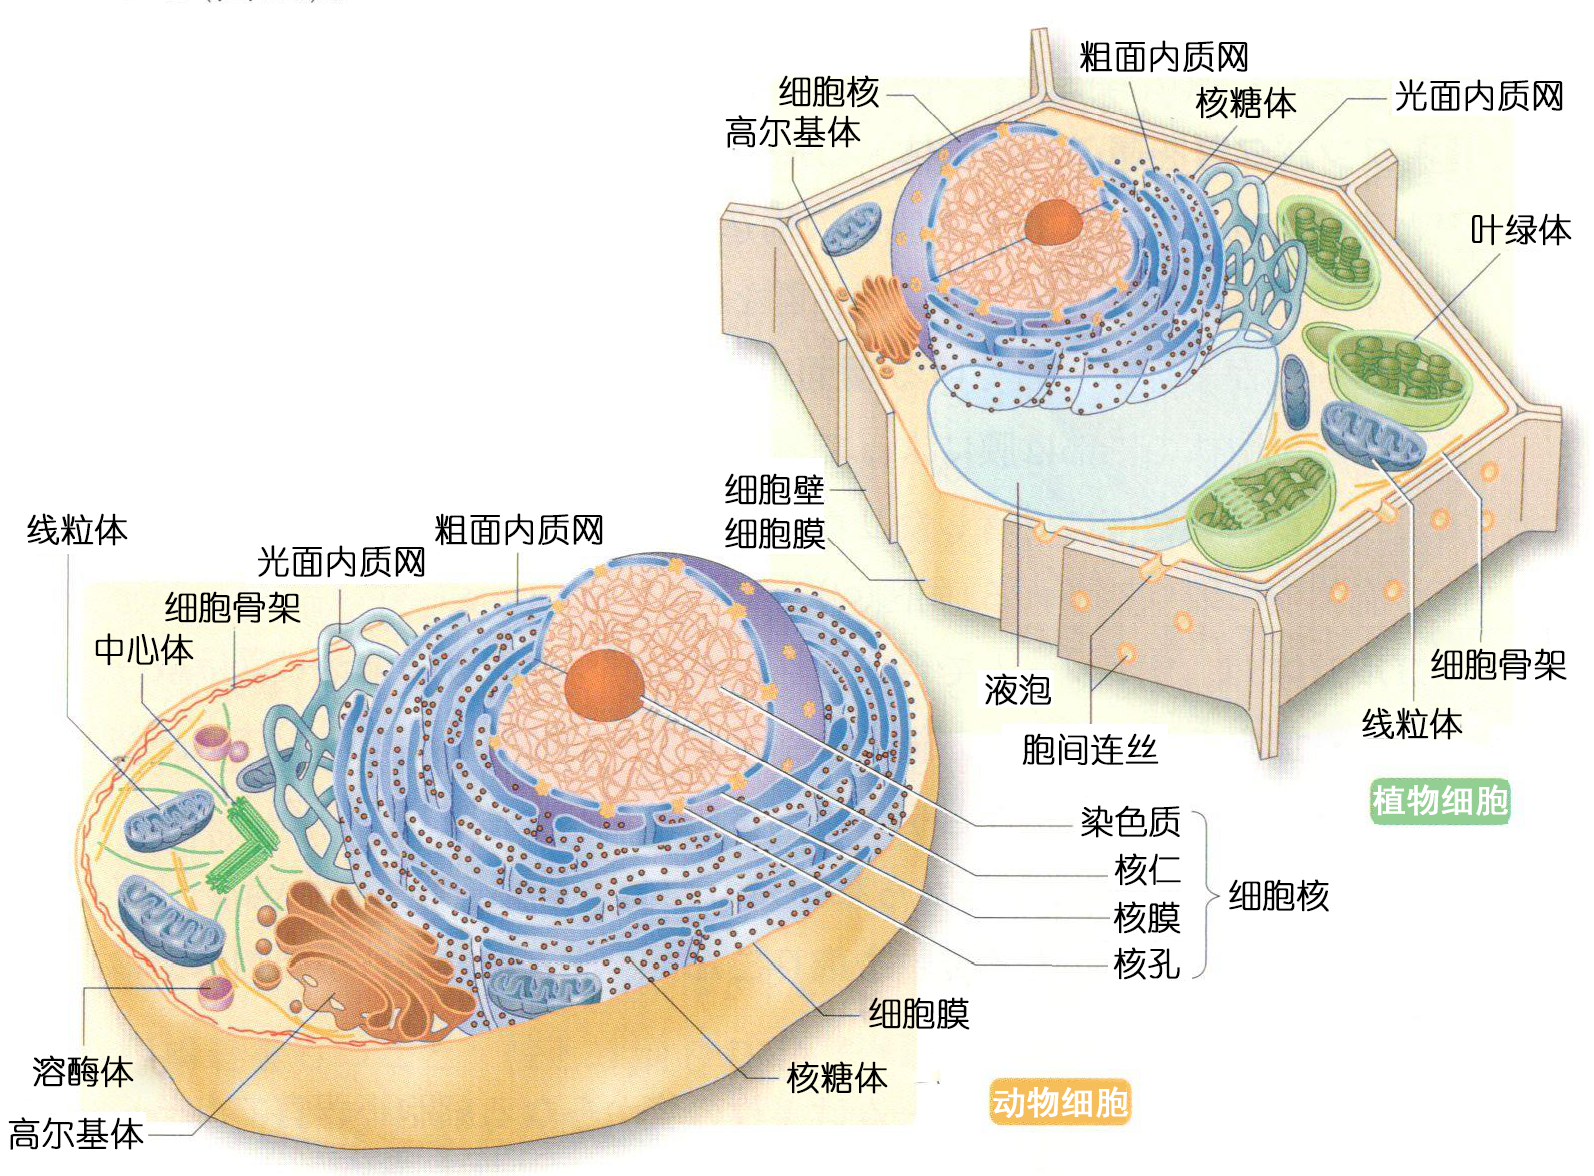 粗面内质网
细胞核
核糖体
光面内质网
高尔基体
叶绿体
细胞壁
细胞膜
液泡
胞间连丝
线粒体
细胞骨架
植物细胞
线粒体
粗面内质网
光面内质网
细胞骨架
中心体
染色质
核仁
核膜
核孔
细胞核
细胞膜
核糖体
溶酶体
高尔基体
动物细胞